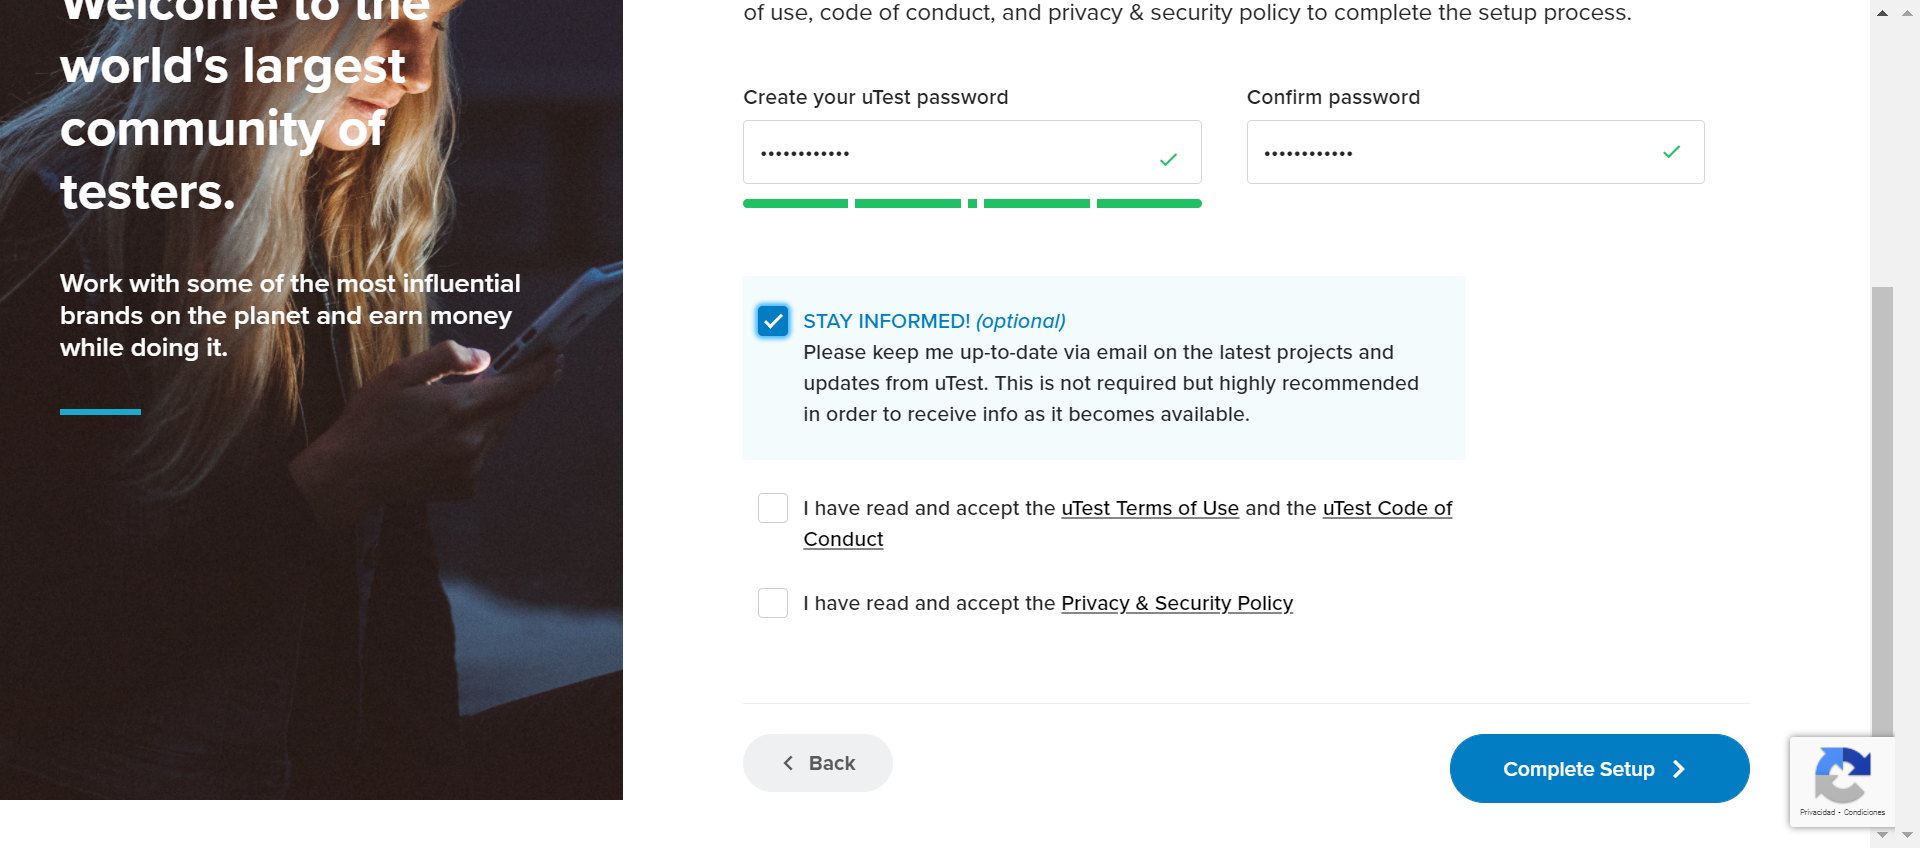 Welcome to the
world's largest
community of
testers.
Work with some of the most influential
brands on the planet and earn money
while doing it.
of use, code of conduct, and privacy & security policy to complete the setup process.
Create your uTest password
••••••••••••
Confirm password
••••••••••••
STAY INFORMED! (optional)
Please keep me up-to-date via email on the latest projects and
updates from uTest. This is not required but highly recommended
in order to receive info as it becomes available.
I have read and accept the uTest Terms of Use and the uTest Code of
Conduct
I have read and accept the Privacy & Security Policy
Back
Complete Setup
Privacidad - Condiciones